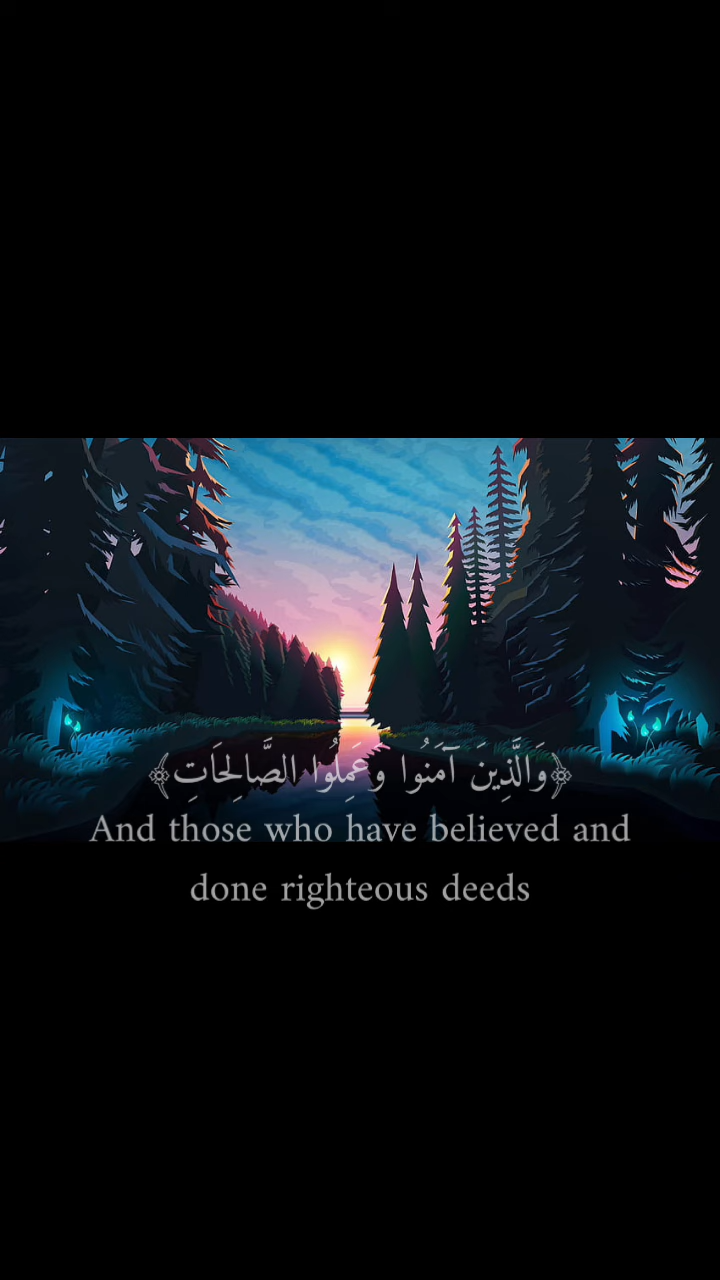 ﴿وَالَّذِينَ آمَنُوا وَعَمِلُوا الصَّالِحَاتِ﴾
And those who have believed and
done righteous deeds